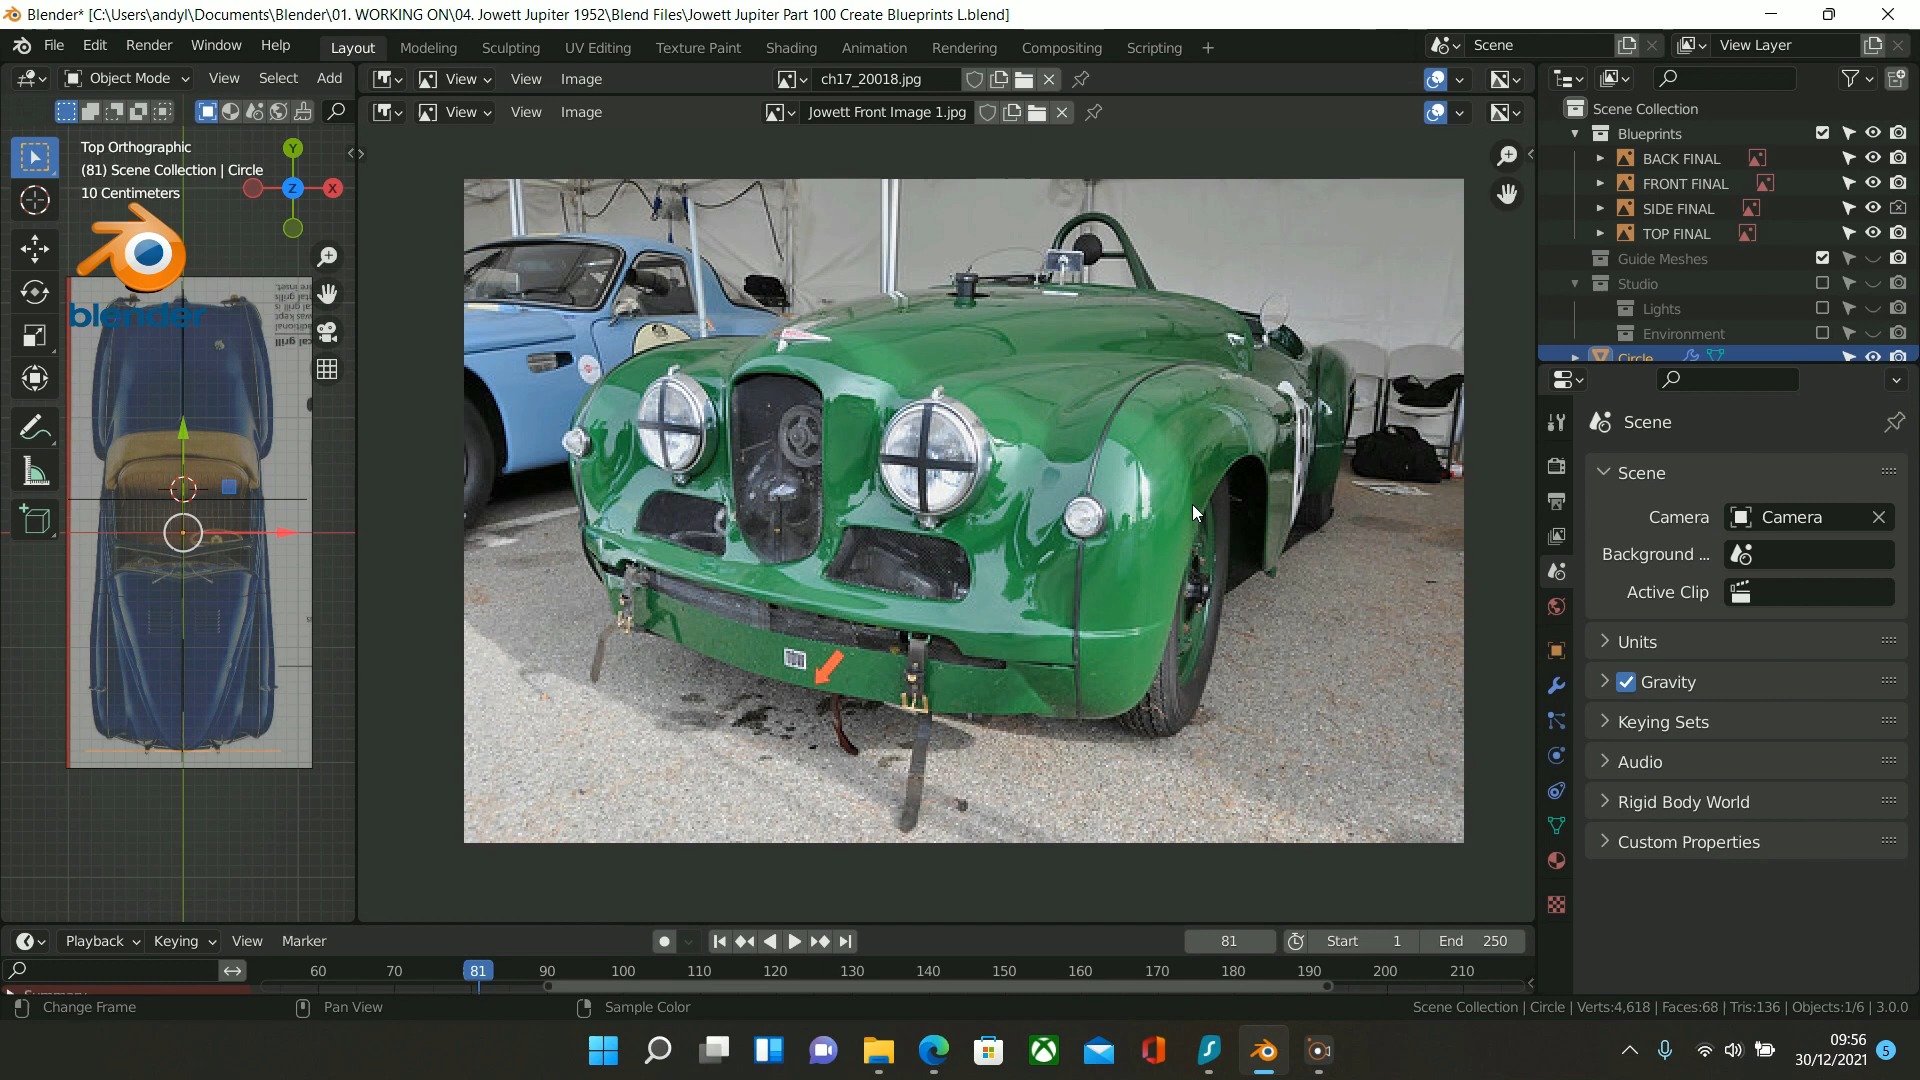 Blender* [C:\Users\andyl\Documents\Blender\01. WORKING ON\04. Jowett Jupiter 1952\Blend Files\Jowett Jupiter Part 100 Create Blueprints L.blend]
File Edit Render Window Help Layout Modeling Sculpting UV Editing Texture Paint Shading Animation Rendering Compositing Scripting + Scene View Layer
Object Mode View Select Add View View Image ch17_20018.jpg
View View Image Jowett Front Image 1.jpg
Top Orthographic
(81) Scene Collection | Circle
10 Centimeters
Y
X
Z
blender
Scene Collection
Blueprints
BACK FINAL
FRONT FINAL
SIDE FINAL
TOP FINAL
Guide Meshes
Studio
Lights
Environment
Circle
Scene
Scene
Camera Camera
Background ...
Active Clip
Units
Gravity
Keying Sets
Audio
Rigid Body World
Custom Properties
Playback Keying View Marker 81 Start 1 End 250
60 70 81 90 100 110 120 130 140 150 160 170 180 190 200 210
Summary
Change Frame Pan View Sample Color Scene Collection | Circle | Verts:4,618 | Faces:68 | Tris:136 | Objects:1/6 | 3.0.0
09:56
30/12/2021 5